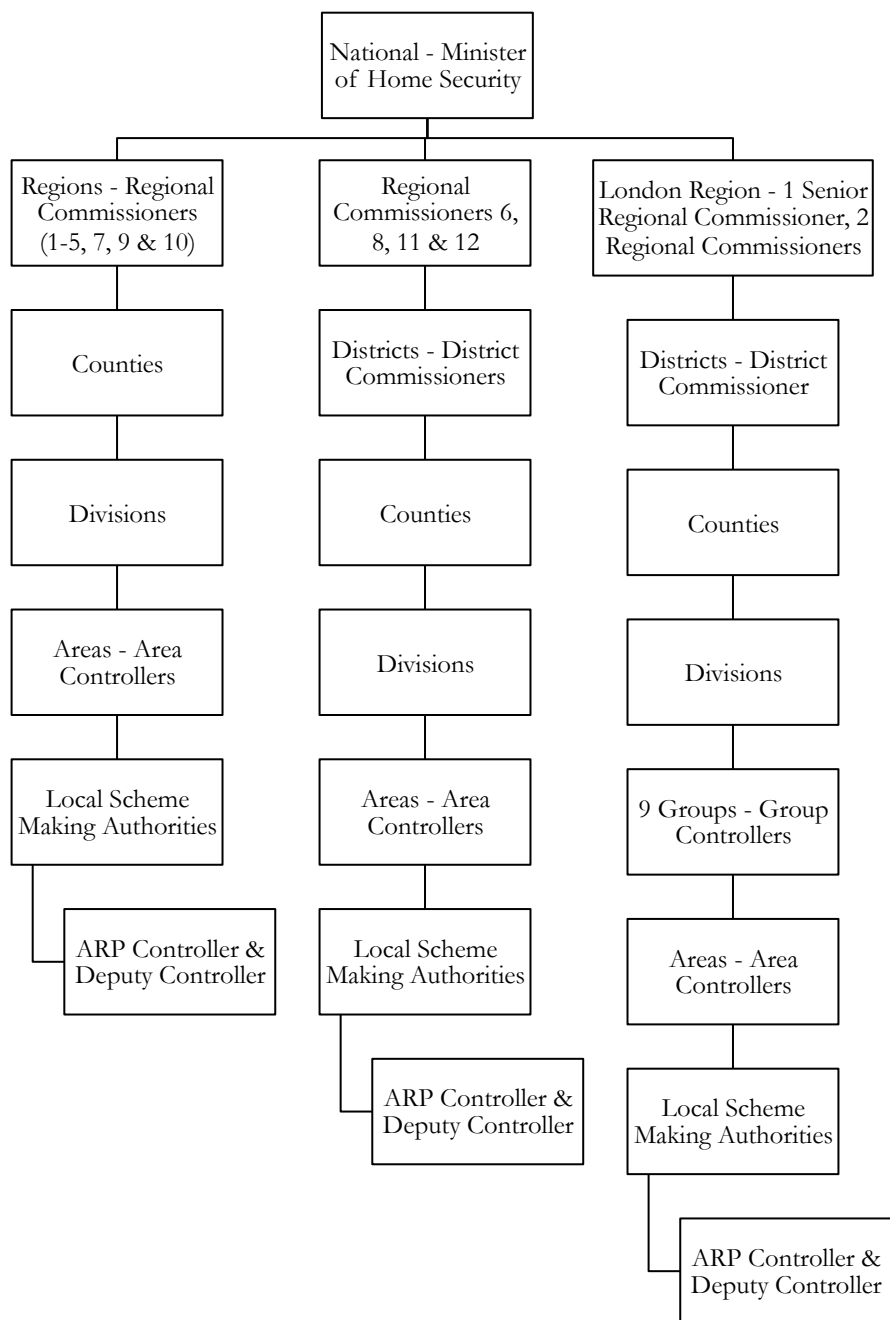 National - Minister
of Home Security
Regions - Regional
Commissioners
(1-5, 7, 9 & 10)
Counties
Divisions
Areas - Area
Controllers
Local Scheme
Making Authorities
ARP Controller &
Deputy Controller
Regional
Commissioners 6,
8, 11 & 12
Districts - District
Commissioners
Counties
Divisions
Areas - Area
Controllers
Local Scheme
Making Authorities
ARP Controller &
Deputy Controller
London Region - 1 Senior
Regional Commissioner, 2
Regional Commissioners
Districts - District
Commissioner
Counties
Divisions
9 Groups - Group
Controllers
Areas - Area
Controllers
Local Scheme
Making Authorities
ARP Controller &
Deputy Controller